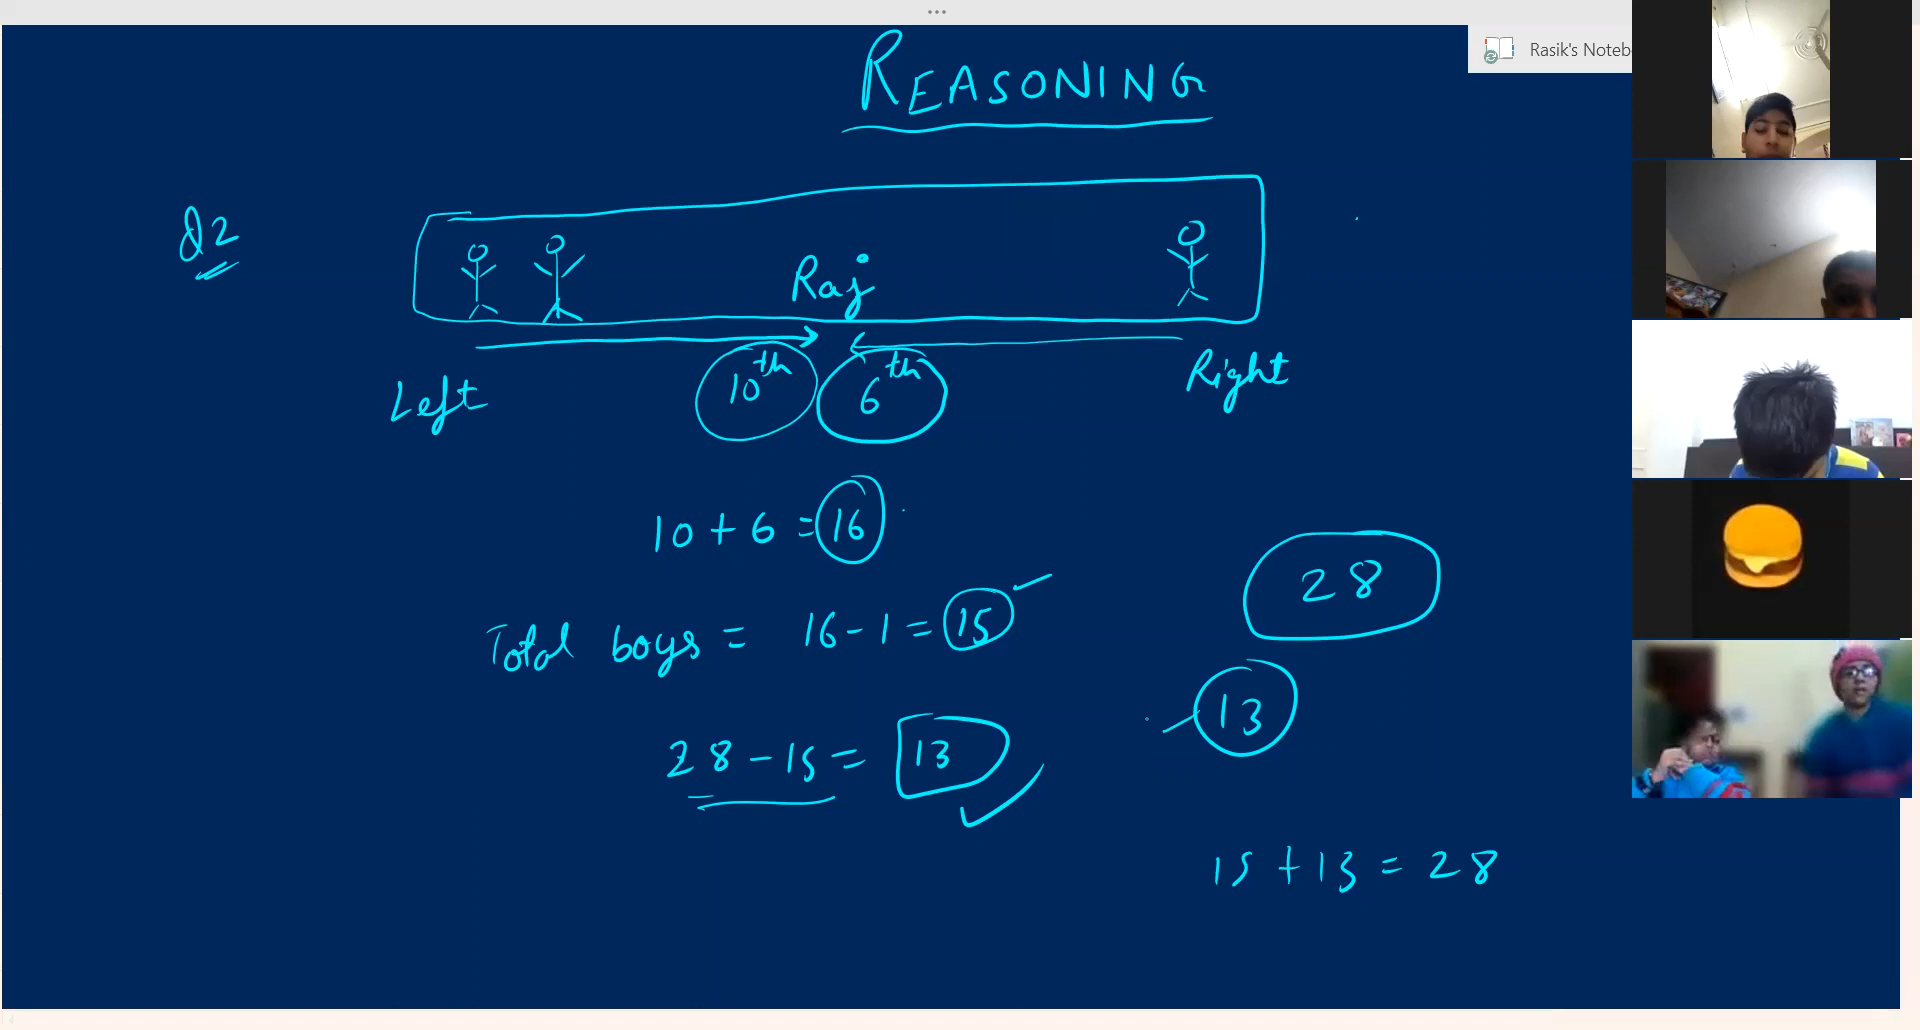 REASONING
Rasik's Noteb
Q2
Raj
Left 10th 6th Right
10 + 6 = 16
28
Total boys = 16 - 1 = 15
13
28 - 15 = 13
15 + 13 = 28